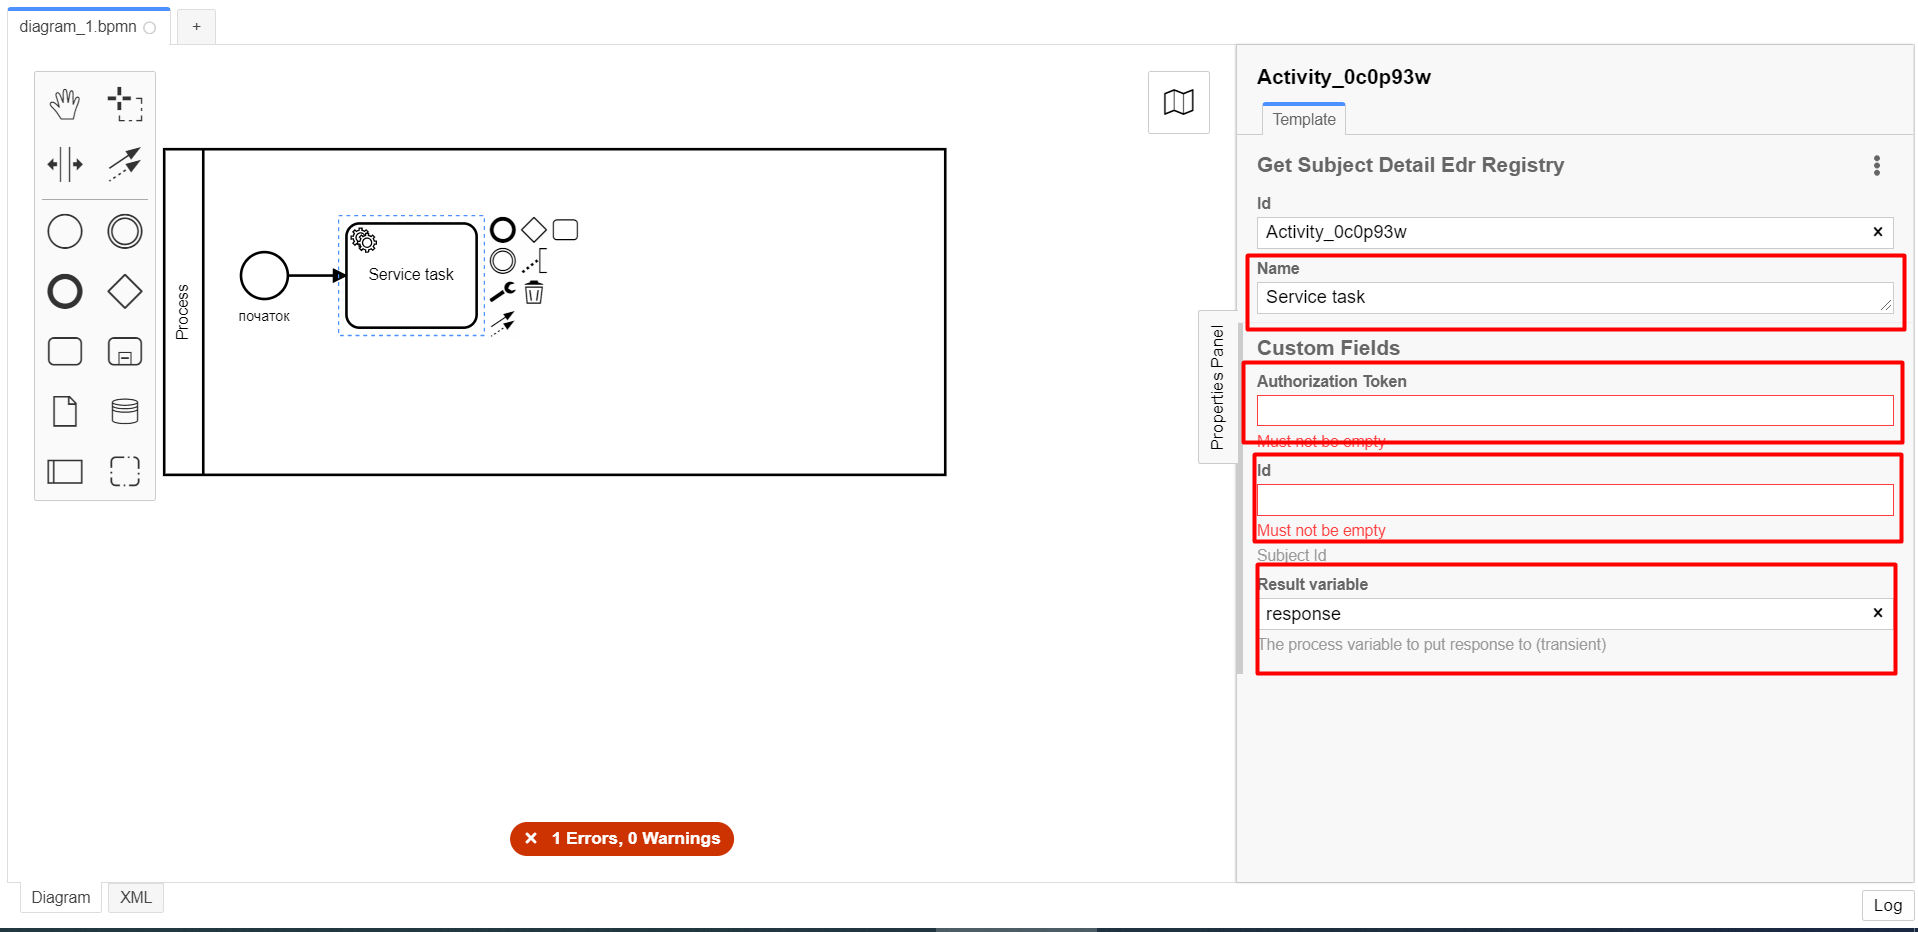 diagram_1.bpmn
+
Process
початок
Service task
1 Errors, 0 Warnings
Diagram
XML
Properties Panel
Activity_0c0p93w
Template
Get Subject Detail Edr Registry
Id
Activity_0c0p93w
Name
Service task
Custom Fields
Authorization Token
Must not be empty
Id
Must not be empty
Subject Id
Result variable
response
The process variable to put response to (transient)
Log